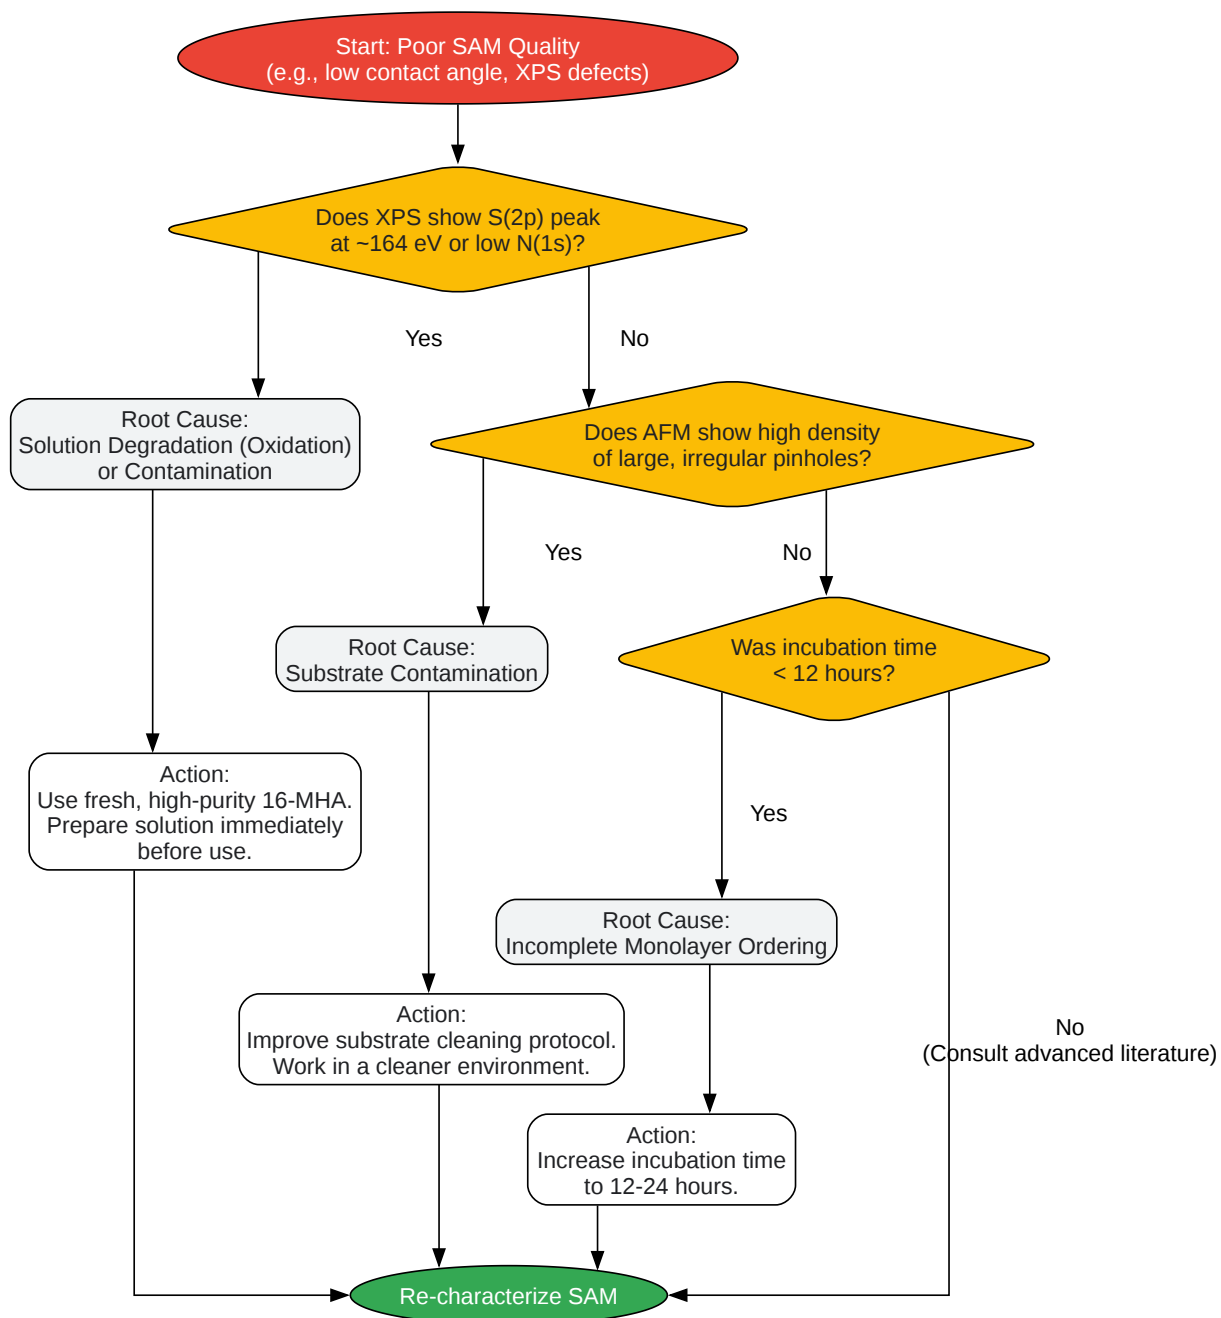 Start: Poor SAM Quality
(e.g., low contact angle, XPS defects)
Does XPS show S(2p) peak
at ~164 eV or low N(1s)?
Yes
No
Root Cause:
Solution Degradation (Oxidation)
or Contamination
Does AFM show high density
of large, irregular pinholes?
Yes
No
Root Cause:
Substrate Contamination
Was incubation time
< 12 hours?
Action:
Use fresh, high-purity 16-MHA.
Prepare solution immediately
before use.
Yes
Root Cause:
Incomplete Monolayer Ordering
Action:
Improve substrate cleaning protocol.
Work in a cleaner environment.
No
(Consult advanced literature)
Action:
Increase incubation time
to 12-24 hours.
Re-characterize SAM